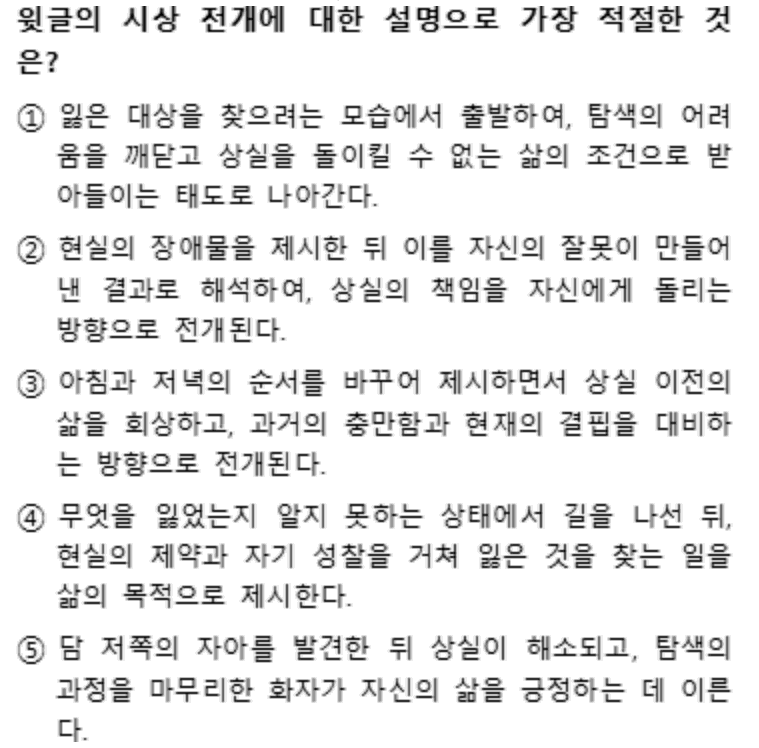 윗글의 시상 전개에 대한 설명으로 가장 적절한 것
은?
① 잃은 대상을 찾으려는 모습에서 출발하여, 탐색의 어려
움을 깨닫고 상실을 돌이킬 수 없는 삶의 조건으로 받
아들이는 태도로 나아간다.
② 현실의 장애물을 제시한 뒤 이를 자신의 잘못이 만들어
낸 결과로 해석하여, 상실의 책임을 자신에게 돌리는
방향으로 전개된다.
③ 아침과 저녁의 순서를 바꾸어 제시하면서 상실 이전의
삶을 회상하고, 과거의 충만함과 현재의 결핍을 대비하
는 방향으로 전개된다.
④ 무엇을 잃었는지 알지 못하는 상태에서 길을 나선 뒤,
현실의 제약과 자기 성찰을 거쳐 잃은 것을 찾는 일을
삶의 목적으로 제시한다.
⑤ 담 저쪽의 자아를 발견한 뒤 상실이 해소되고, 탐색의
과정을 마무리한 화자가 자신의 삶을 긍정하는 데 이른
다.